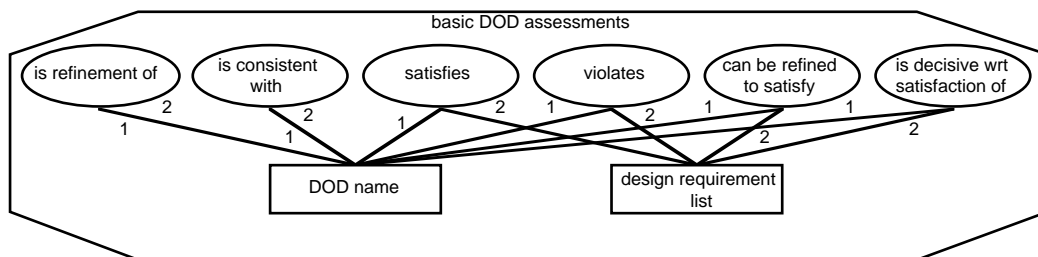 basic DOD assessments
is refinement of
is consistent
with
satisfies
violates
can be refined
to satisfy
is decisive wrt
satisfaction of
2
1
2
1
1
2
1
2
1
2
1
2
DOD name
design requirement
list